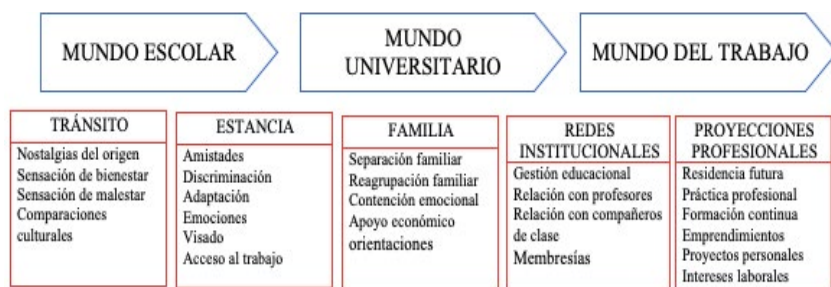 MUNDO ESCOLAR
MUNDO
UNIVERSITARIO
MUNDO DEL TRABAJO
TRÁNSITO
Nostalgias del origen
Sensación de bienestar
Sensación de malestar
Comparaciones
culturales
ESTANCIA
Amistades
Discriminación
Adaptación
Emociones
Visado
Acceso al trabajo
FAMILIA
Separación familiar
Reagrupación familiar
Contención emocional
Apoyo económico
orientaciones
REDES
INSTITUCIONALES
Gestión educacional
Relación con profesores
Relación con compañeros
de clase
Membresías
PROYECCIONES
PROFESIONALES
Residencia futura
Práctica profesional
Formación continua
Emprendimientos
Proyectos personales
Intereses laborales